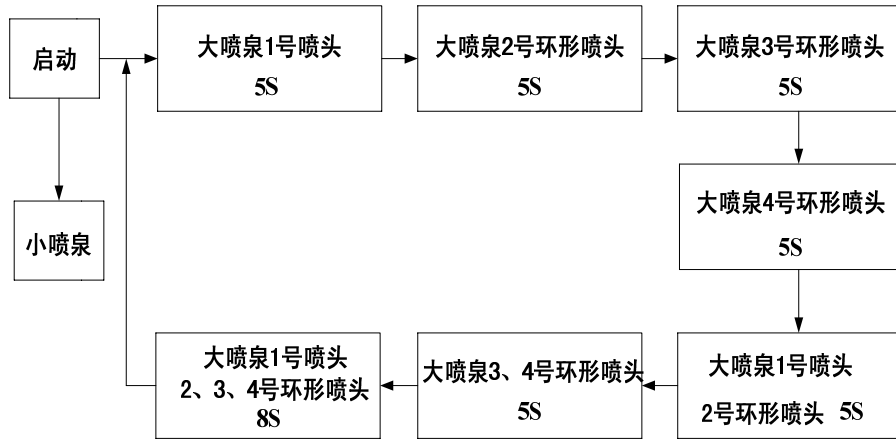 启动
大喷泉1号喷头
5S
大喷泉2号环形喷头
5S
大喷泉3号环形喷头
5S
大喷泉4号环形喷头
5S
小喷泉
大喷泉1号喷头
2号环形喷头 5S
大喷泉3、4号环形喷头
5S
大喷泉1号喷头
2、3、4号环形喷头
8S